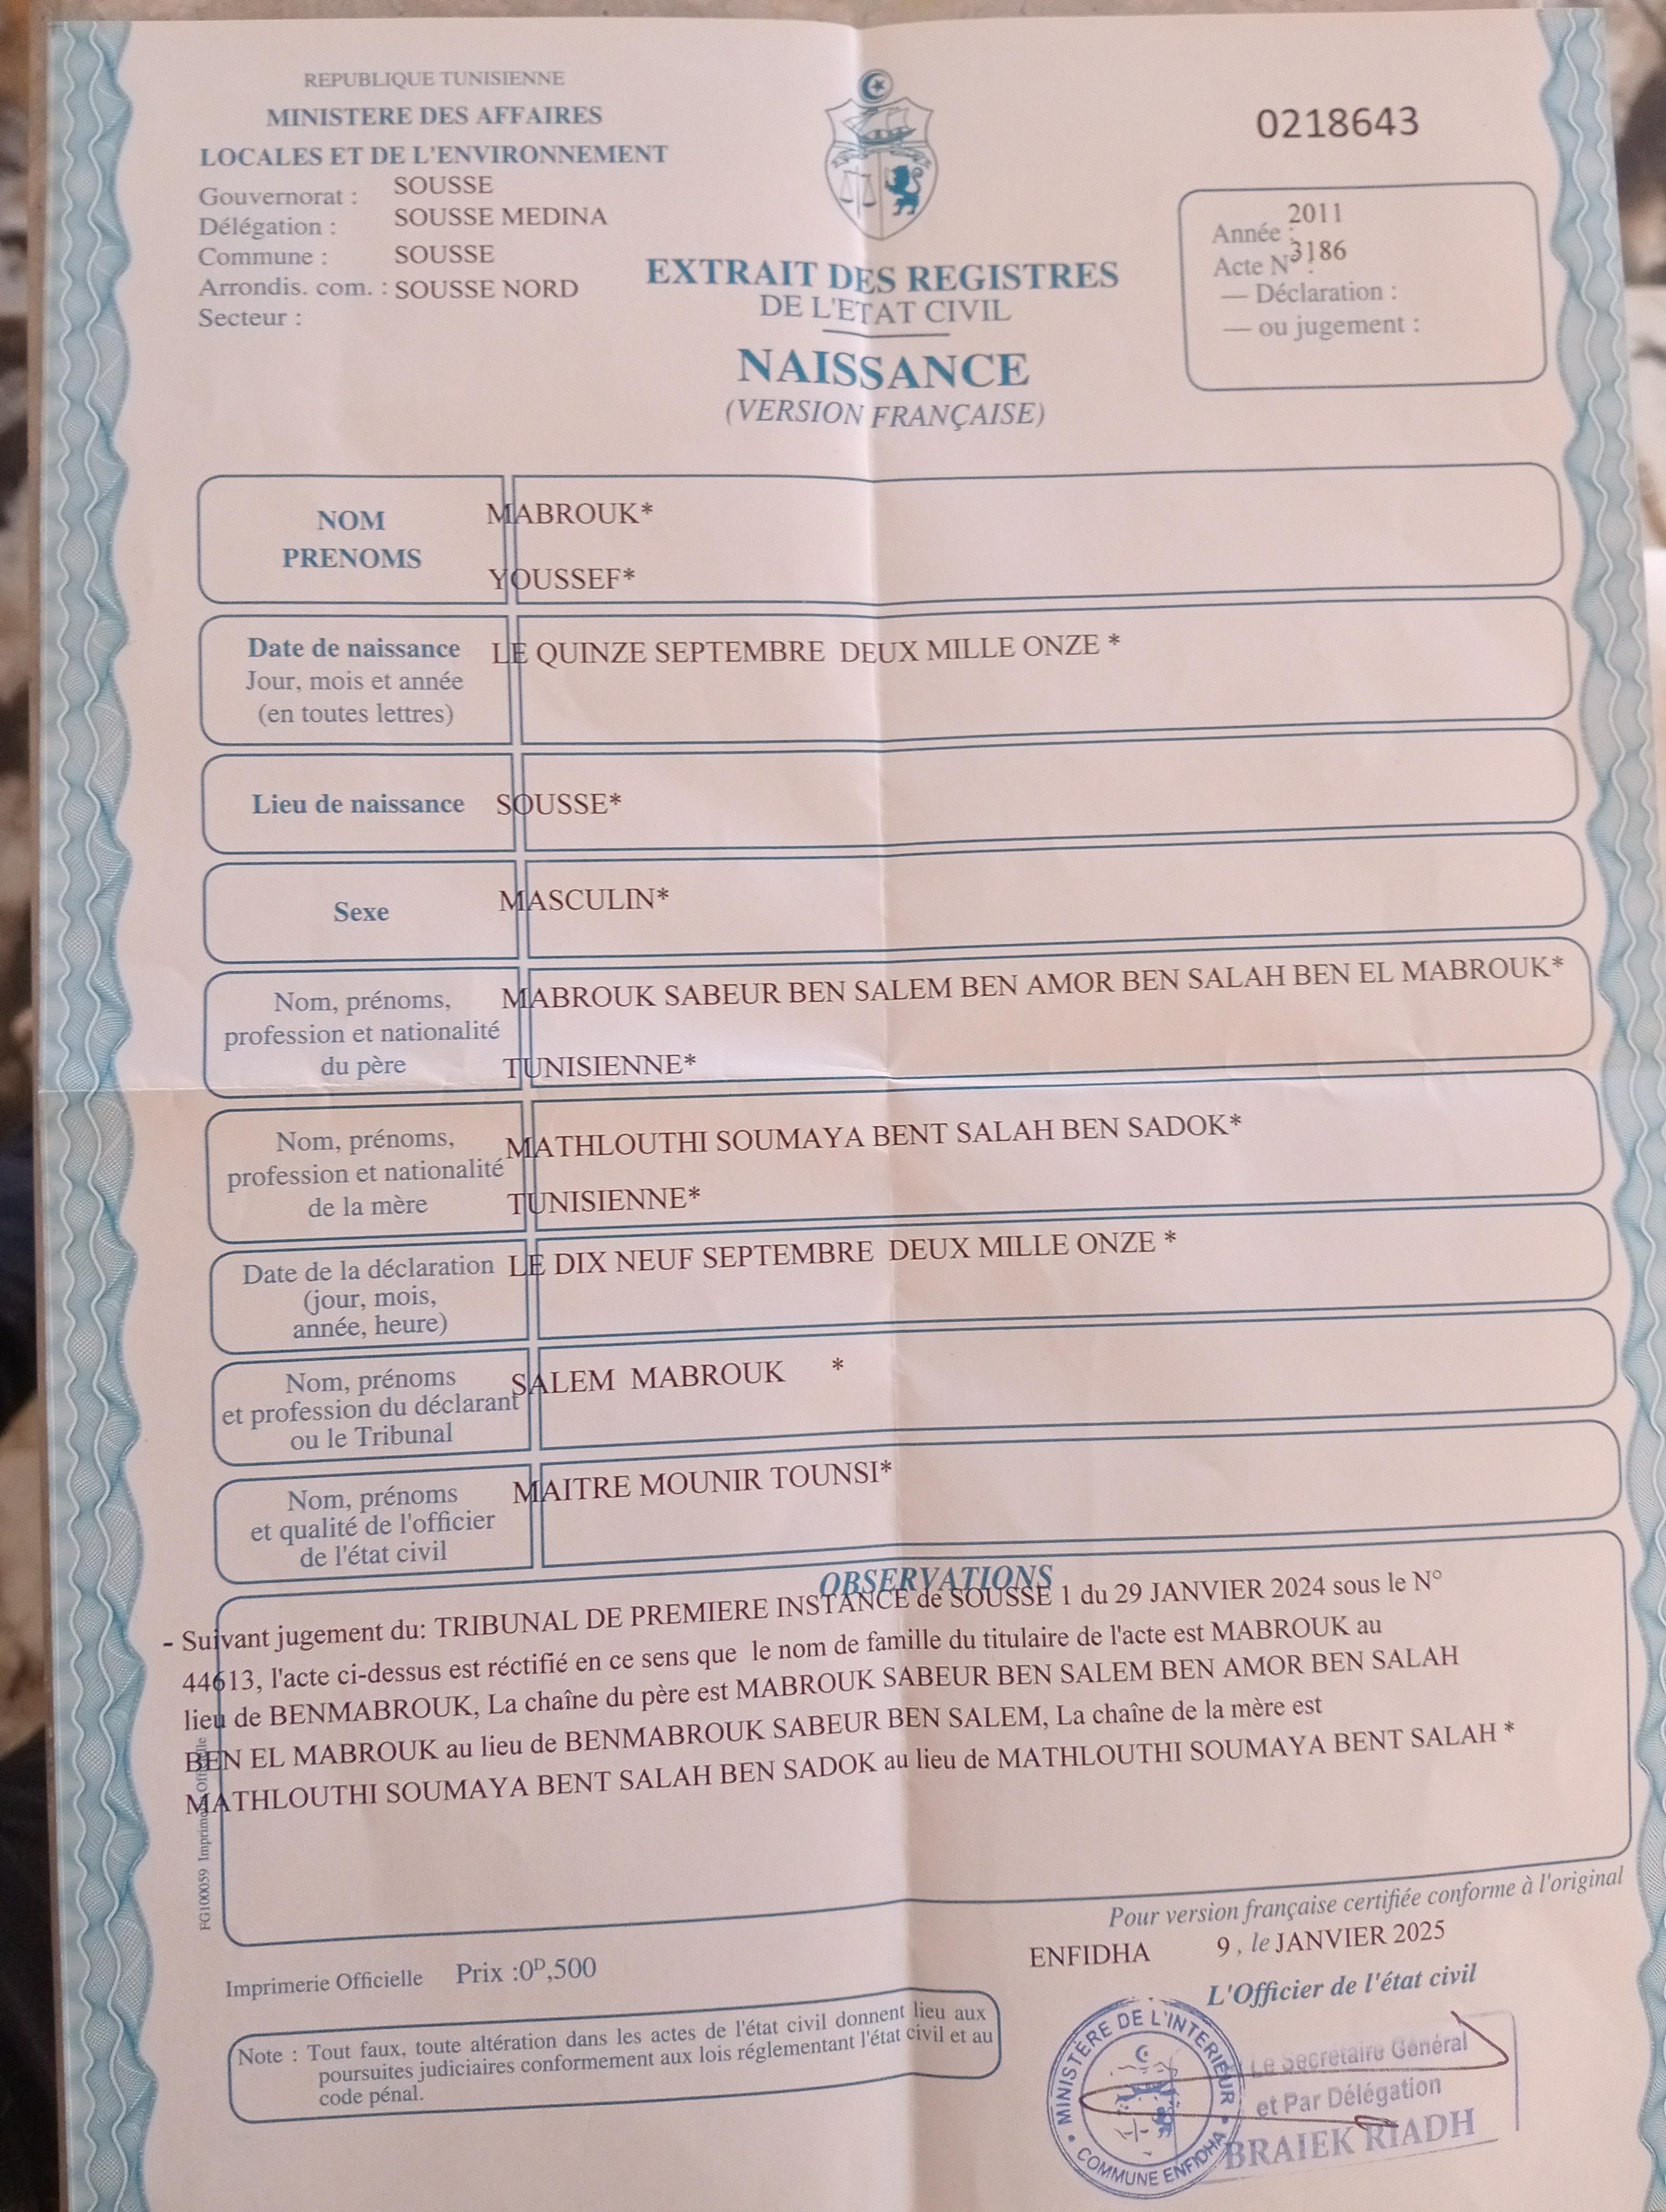 REPUBLIQUE TUNISIENNE
MINISTERE DES AFFAIRES
LOCALES ET DE L'ENVIRONNEMENT
Gouvernorat : SOUSSE
Délégation : SOUSSE MEDINA
Commune : SOUSSE
Arrondis. com. : SOUSSE NORD
Secteur :
EXTRAIT DES REGISTRES
DE L'ETAT CIVIL
NAISSANCE
(VERSION FRANÇAISE)
0218643
Année : 2011
Acte N° : 3186
— Déclaration :
— ou jugement :
NOM MABROUK*
PRENOMS YOUSSEF*
Date de naissance LE QUINZE SEPTEMBRE DEUX MILLE ONZE *
Jour, mois et année
(en toutes lettres)
Lieu de naissance SOUSSE*
Sexe MASCULIN*
Nom, prénoms, MABROUK SABEUR BEN SALEM BEN AMOR BEN SALAH BEN EL MABROUK*
profession et nationalité
du père TUNISIENNE*
Nom, prénoms, MATHLOUTHI SOUMAYA BENT SALAH BEN SADOK*
profession et nationalité
de la mère TUNISIENNE*
Date de la déclaration LE DIX NEUF SEPTEMBRE DEUX MILLE ONZE *
(jour, mois,
année, heure)
Nom, prénoms SALEM MABROUK *
et profession du déclarant
ou le Tribunal
Nom, prénoms MAITRE MOUNIR TOUNSI*
et qualité de l'officier
de l'état civil
OBSERVATIONS
- Suivant jugement du: TRIBUNAL DE PREMIERE INSTANCE de SOUSSE 1 du 29 JANVIER 2024 sous le N°
44613, l'acte ci-dessus est réctifié en ce sens que le nom de famille du titulaire de l'acte est MABROUK au
lieu de BENMABROUK, La chaîne du père est MABROUK SABEUR BEN SALEM BEN AMOR BEN SALAH
BEN EL MABROUK au lieu de BENMABROUK SABEUR BEN SALEM, La chaîne de la mère est
MATHLOUTHI SOUMAYA BENT SALAH BEN SADOK au lieu de MATHLOUTHI SOUMAYA BENT SALAH *
FG100059 Imprimerie Officielle
Pour version française certifiée conforme à l'original
ENFIDHA 9 , le JANVIER 2025
L'Officier de l'état civil
Imprimerie Officielle Prix :0D,500
Note : Tout faux, toute altération dans les actes de l'état civil donnent lieu aux
poursuites judiciaires conformement aux lois réglementant l'état civil et au
code pénal.
MINISTÈRE DE L'INTERIEUR
COMMUNE ENFIDHA
Le Secrétaire Général
et Par Délégation
BRAIEK RIADH